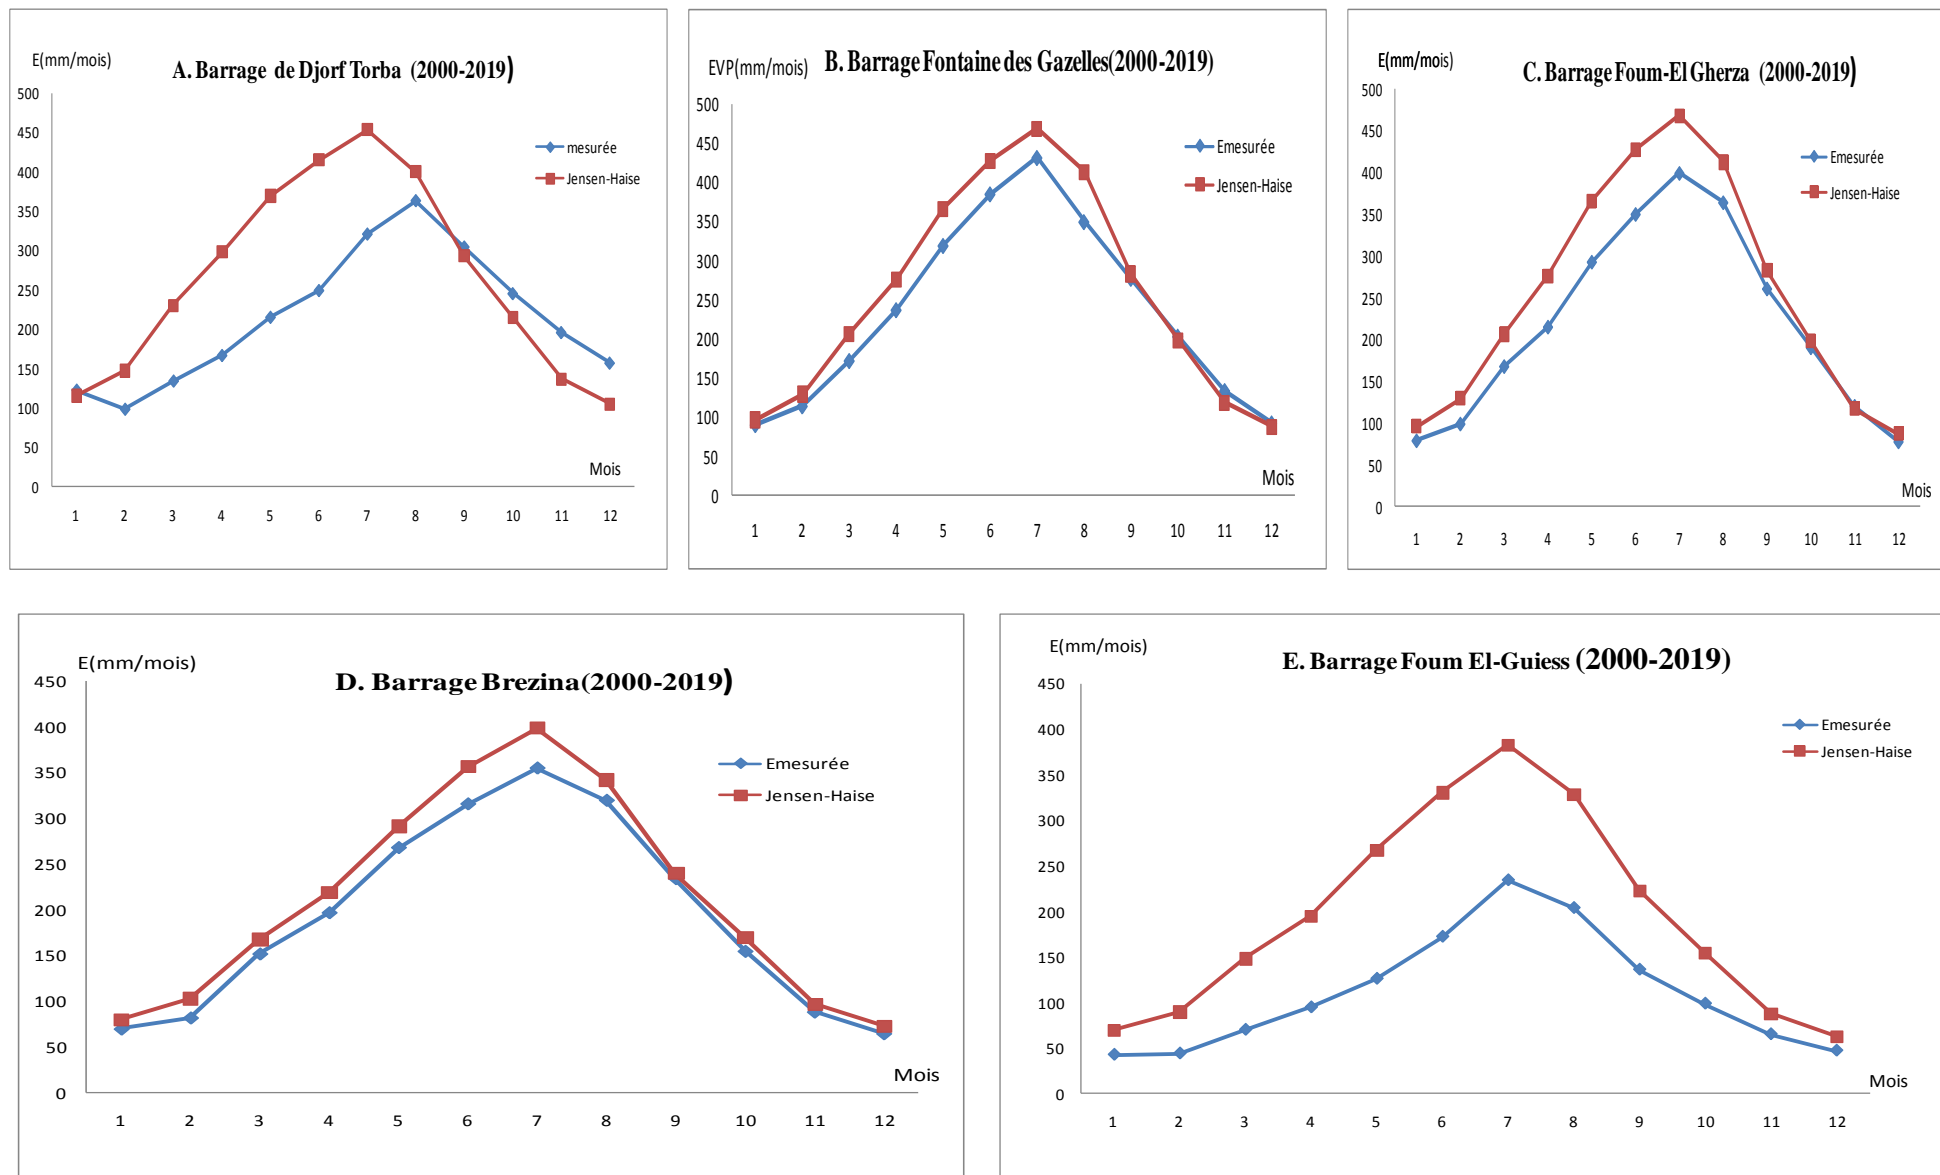 E(mm/mois)
A. Barrage de Djorf Torba (2000-2019)
500
450
400
350
300
250
200
150
100
50
0
mesurée
Jensen-Haise
Mois
1 2 3 4 5 6 7 8 9 10 11 12
EVP(mm/mois)
B. Barrage Fontaine des Gazelles(2000-2019)
500
450
400
350
300
250
200
150
100
50
0
Emesurée
Jensen-Haise
Mois
1 2 3 4 5 6 7 8 9 10 11 12
E(mm/mois)
C. Barrage Foum-El Gherza (2000-2019)
500
450
400
350
300
250
200
150
100
50
0
Emesurée
Jensen-Haise
Mois
1 2 3 4 5 6 7 8 9 10 11 12
E(mm/mois)
D. Barrage Brezina(2000-2019)
450
400
350
300
250
200
150
100
50
0
Emesurée
Jensen-Haise
Mois
1 2 3 4 5 6 7 8 9 10 11 12
E(mm/mois)
E. Barrage Foum El-Guiess (2000-2019)
450
400
350
300
250
200
150
100
50
0
Emesurée
Jensen-Haise
Mois
1 2 3 4 5 6 7 8 9 10 11 12